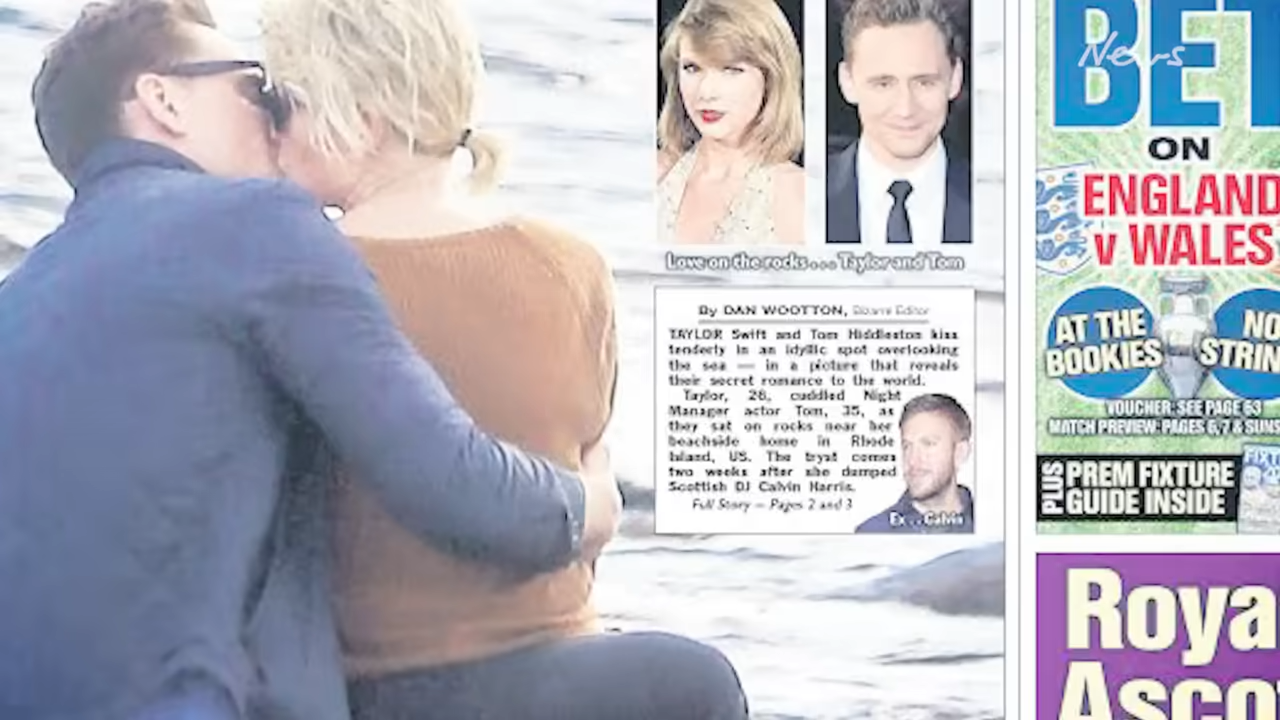 Love on the rocks . . . Taylor and Tom
By DAN WOOTTON, Bizarre Editor
TAYLOR Swift and Tom Hiddleston kiss
tenderly in an idyllic spot overlooking
the sea — in a picture that reveals
their secret romance to the world.
Taylor, 26, cuddled Night
Manager actor Tom, 35, as
they sat on rocks near her
beachside home in Rhode
Island, US. The tryst comes
two weeks after she dumped
Scottish DJ Calvin Harris.
Full Story — Pages 2 and 3
Ex . . Calvin
BET
News
ON
ENGLAND
v WALES
AT THE
BOOKIES
NO
STRIN
VOUCHER: SEE PAGE 63
MATCH PREVIEW: PAGES 6, 7 & SUNS
PLUS
PREM FIXTURE
GUIDE INSIDE
FIXT
Roya
Asco